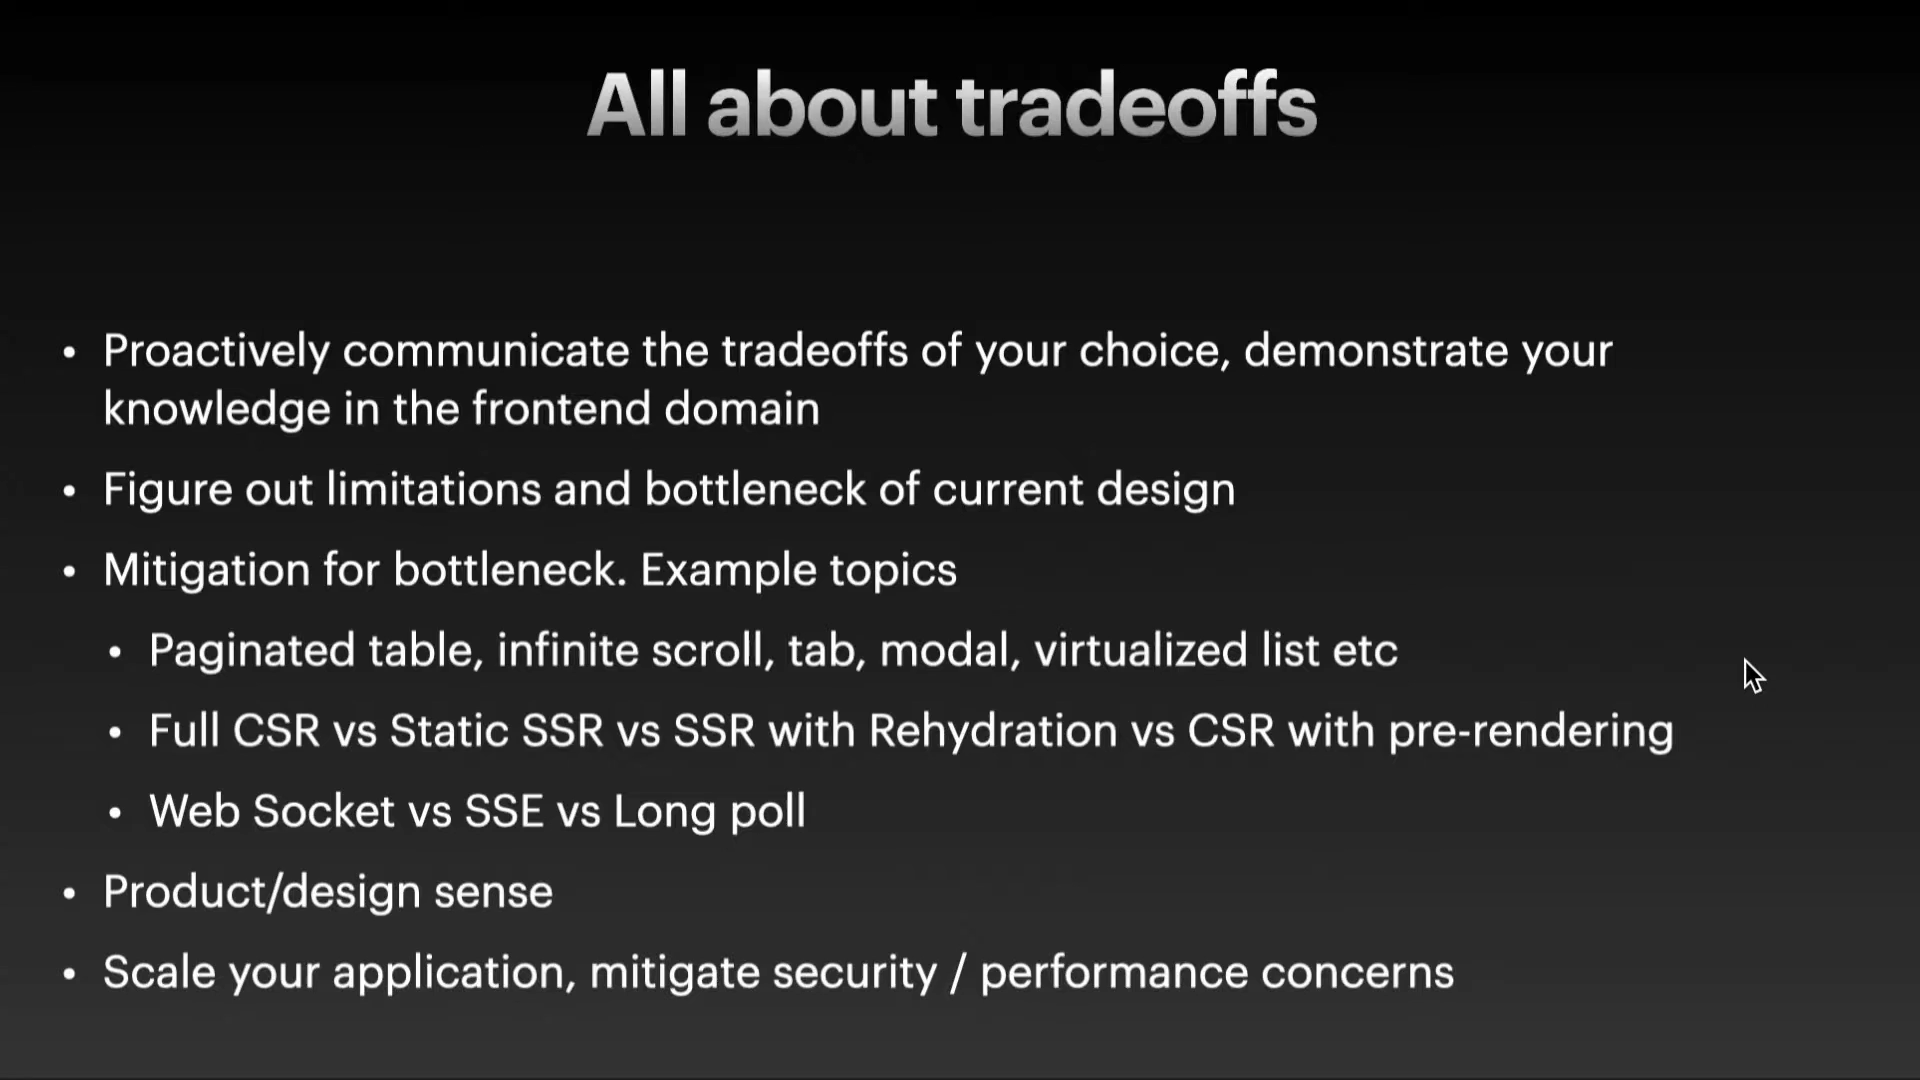 All about tradeoffs
• Proactively communicate the tradeoffs of your choice, demonstrate your
knowledge in the frontend domain
• Figure out limitations and bottleneck of current design
• Mitigation for bottleneck. Example topics
• Paginated table, infinite scroll, tab, modal, virtualized list etc
• Full CSR vs Static SSR vs SSR with Rehydration vs CSR with pre-rendering
• Web Socket vs SSE vs Long poll
• Product/design sense
• Scale your application, mitigate security / performance concerns